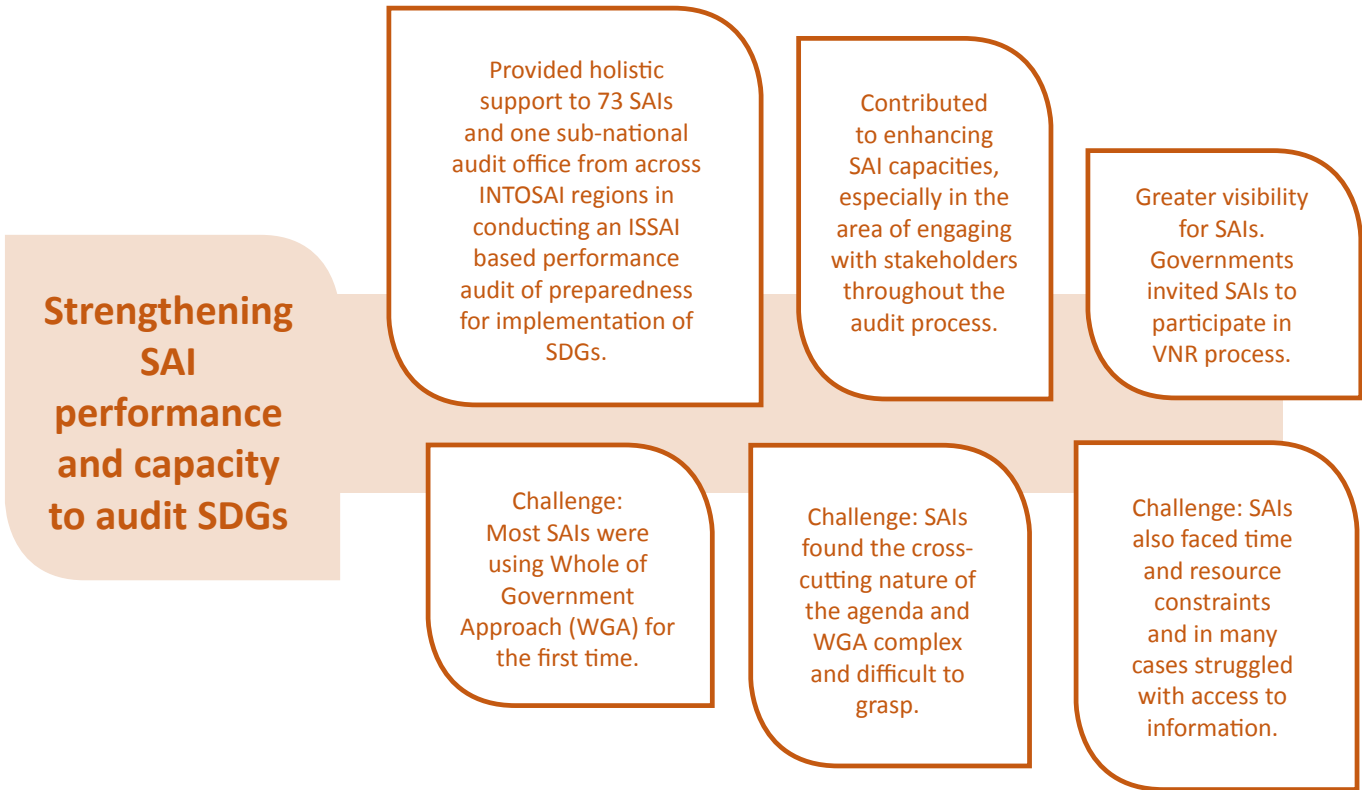 Strengthening
SAI
performance
and capacity
to audit SDGs
Provided holistic
support to 73 SAIs
and one sub-national
audit office from across
INTOSAI regions in
conducting an ISSAI
based performance
audit of preparedness
for implementation of
SDGs.
Contributed
to enhancing
SAI capacities,
especially in the
area of engaging
with stakeholders
throughout the
audit process.
Greater visibility
for SAIs.
Governments
invited SAIs to
participate in
VNR process.
Challenge:
Most SAIs were
using Whole of
Government
Approach (WGA) for
the first time.
Challenge: SAIs
found the cross-
cutting nature of
the agenda and
WGA complex
and difficult to
grasp.
Challenge: SAIs
also faced time
and resource
constraints
and in many
cases struggled
with access to
information.